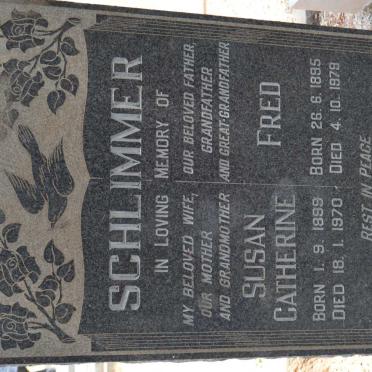 SCHLIMMER
IN LOVING MEMORY OF
MY BELOVED WIFE,
OUR MOTHER
AND GRANDMOTHER
SUSAN
CATHERINE
BORN 1. 9. 1899
DIED 18. 1. 1970
OUR BELOVED FATHER,
GRANDFATHER
AND GREAT-GRANDFATHER
FRED
BORN 26. 6. 1895
DIED 4. 10. 1979
REST IN PEACE